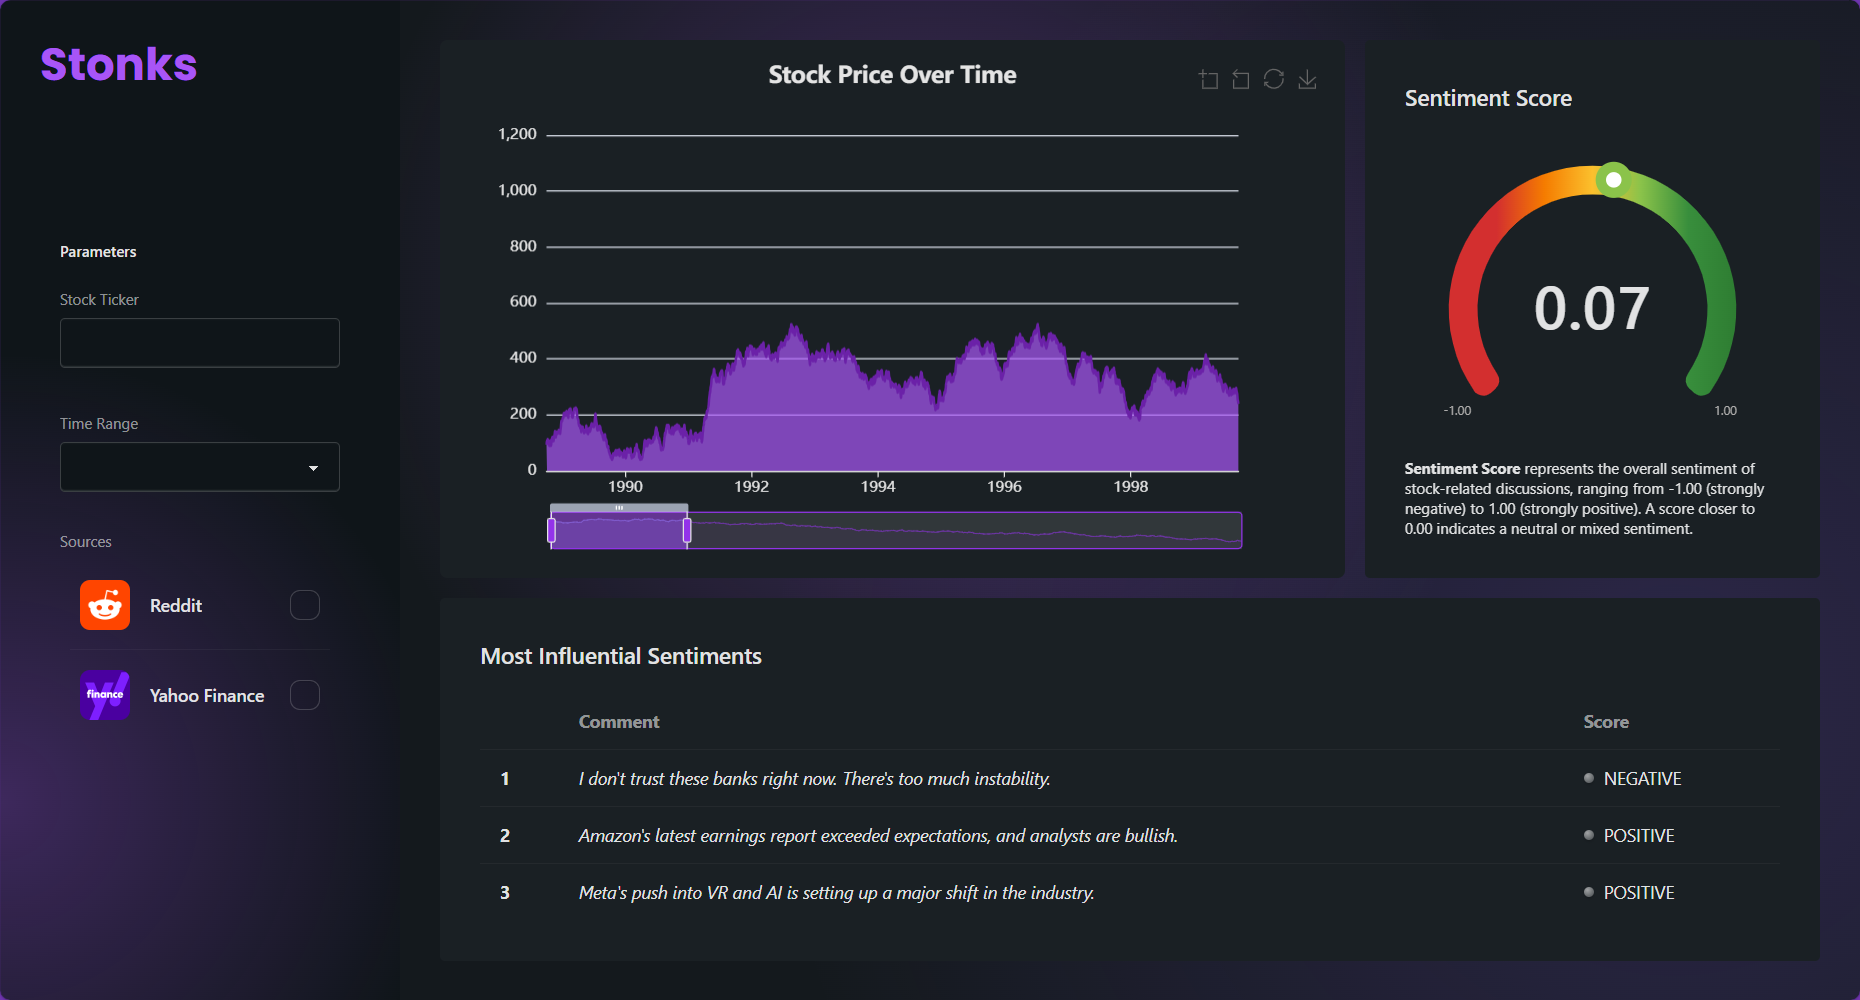 Stonks
Parameters
Stock Ticker
Time Range
Sources
Reddit
finance
Yahoo Finance
Stock Price Over Time
1,200
1,000
800
600
400
200
0
1990 1992 1994 1996 1998
Sentiment Score
0.07
-1.00 1.00
Sentiment Score represents the overall sentiment of
stock-related discussions, ranging from -1.00 (strongly
negative) to 1.00 (strongly positive). A score closer to
0.00 indicates a neutral or mixed sentiment.
Most Influential Sentiments
Comment Score
1 I don't trust these banks right now. There's too much instability. NEGATIVE
2 Amazon's latest earnings report exceeded expectations, and analysts are bullish. POSITIVE
3 Meta's push into VR and AI is setting up a major shift in the industry. POSITIVE